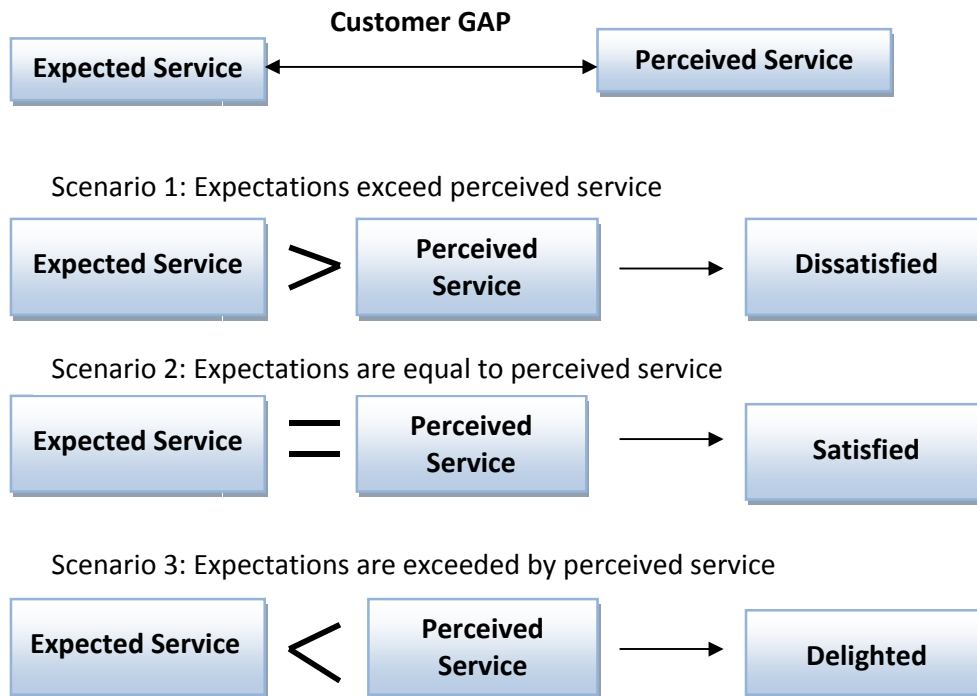 Customer GAP
Expected Service
Perceived Service
Scenario 1: Expectations exceed perceived service
Expected Service
>
Perceived
Service
Dissatisfied
Scenario 2: Expectations are equal to perceived service
Expected Service
=
Perceived
Service
Satisfied
Scenario 3: Expectations are exceeded by perceived service
Expected Service
<
Perceived
Service
Delighted